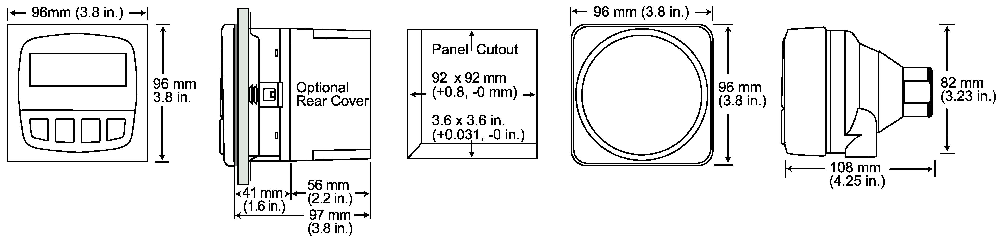 96mm (3.8 in.)
96 mm
3.8 in.
Optional
Rear Cover
41 mm
(1.6 in.)
56 mm
(2.2 in.)
97 mm
(3.8 in.)
Panel Cutout
92 x 92 mm
(+0.8, -0 mm)
3.6 x 3.6 in.
(+0.031, -0 in.)
96 mm (3.8 in.)
96 mm
(3.8 in.)
82 mm
(3.23 in.)
108 mm
(4.25 in.)